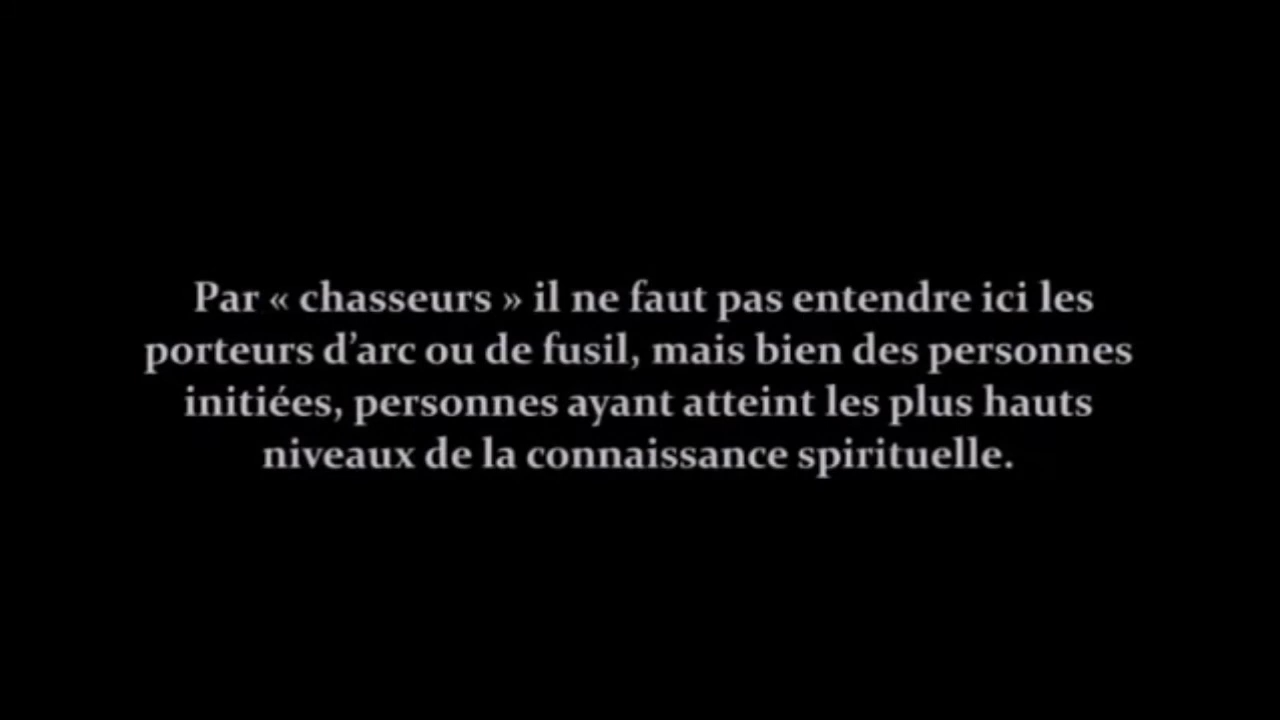 Par « chasseurs » il ne faut pas entendre ici les
porteurs d’arc ou de fusil, mais bien des personnes
initiées, personnes ayant atteint les plus hauts
niveaux de la connaissance spirituelle.